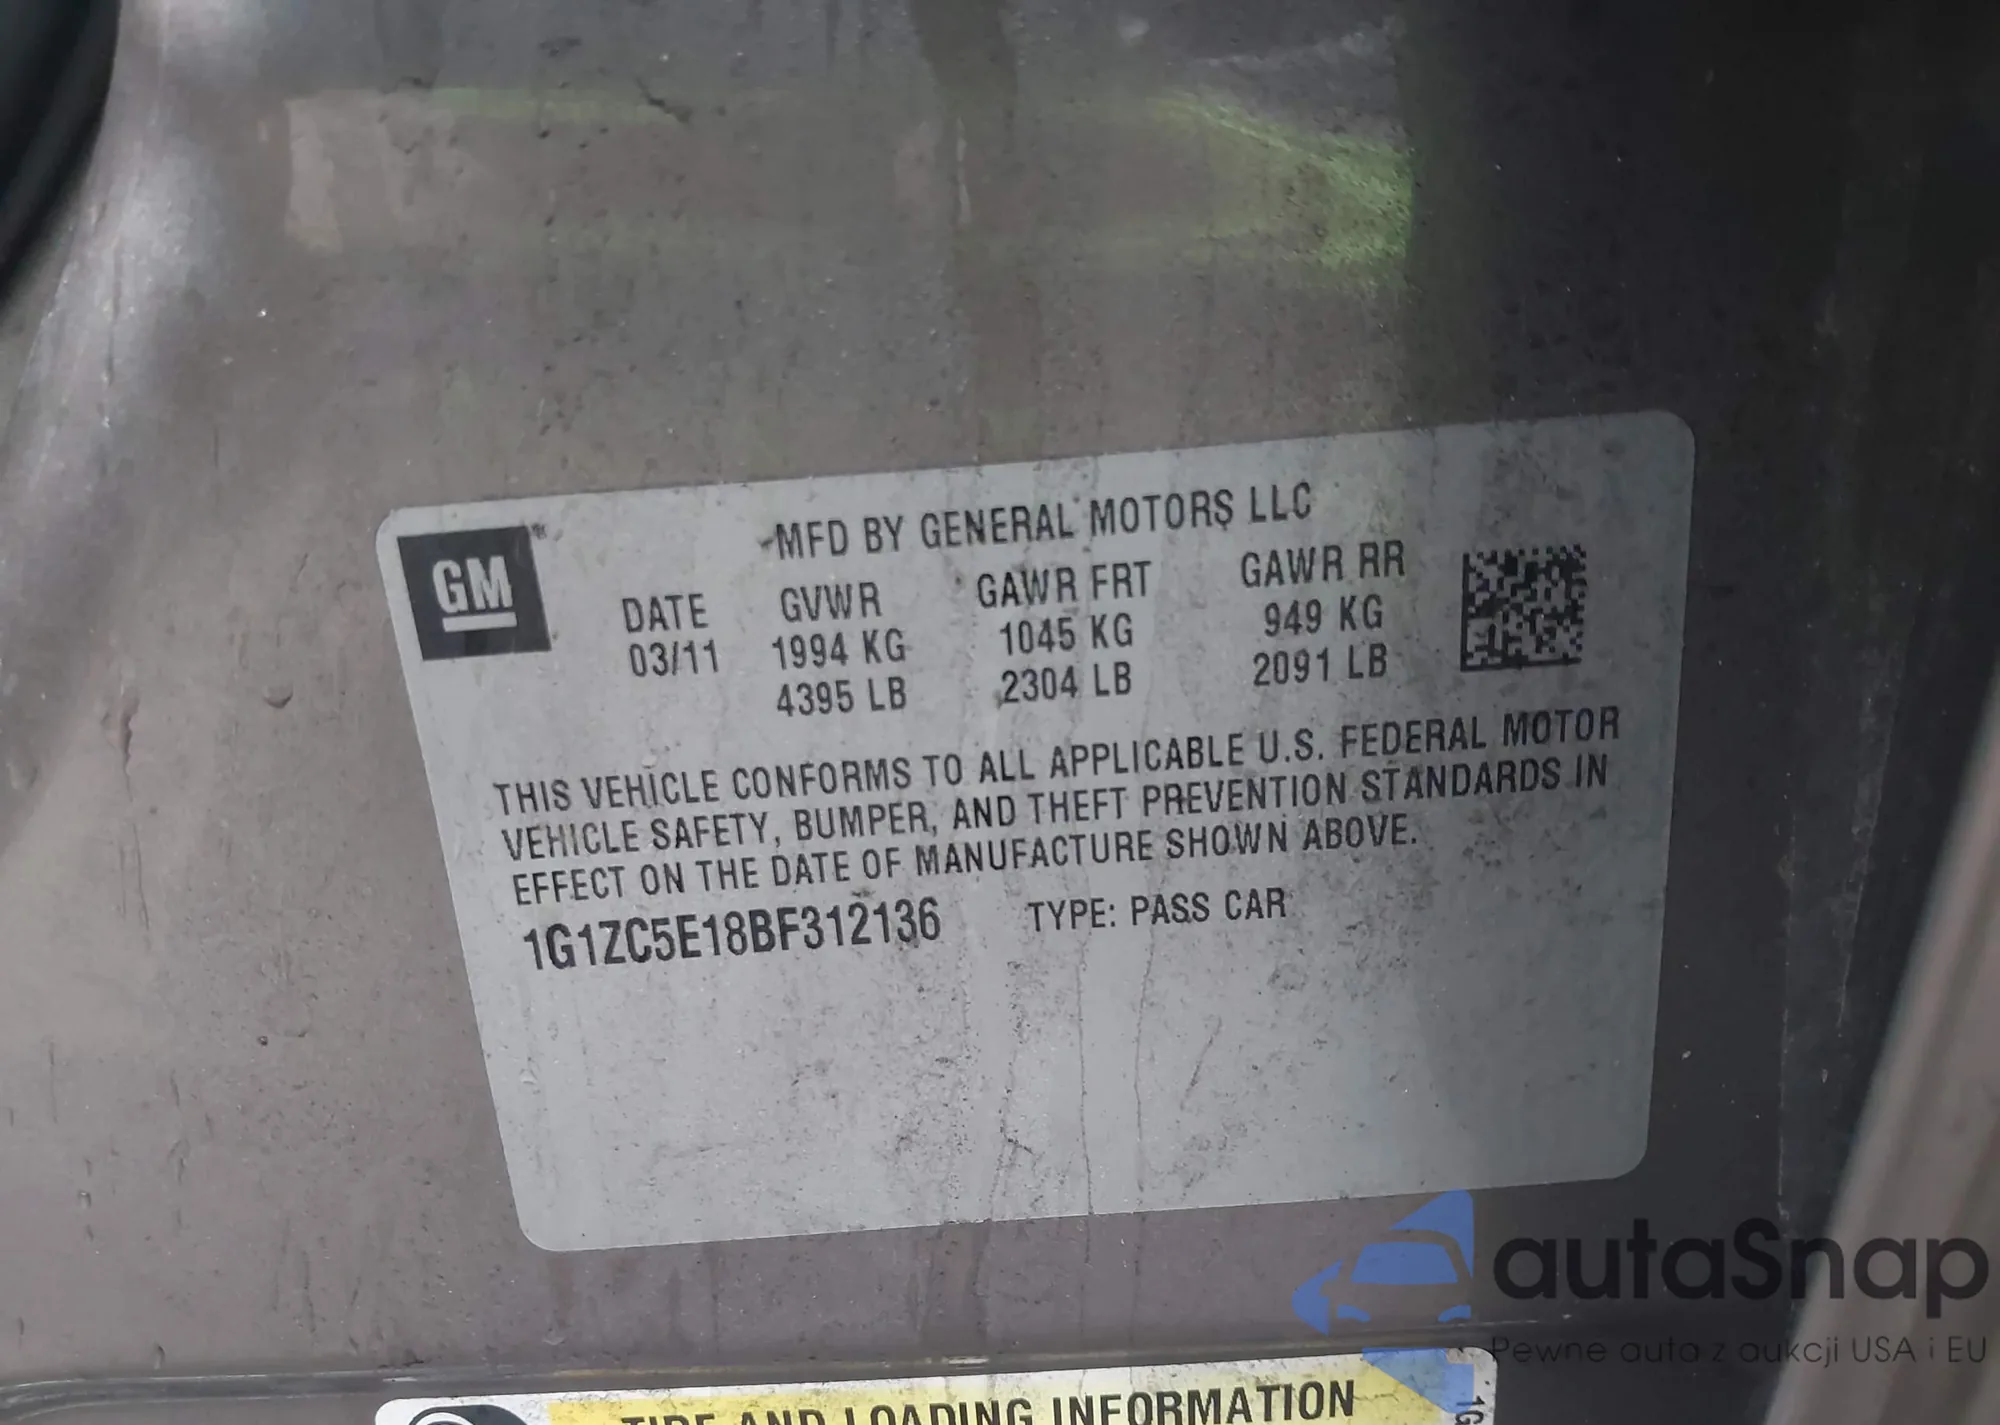 GM
MFD BY GENERAL MOTORS LLC
DATE GVWR GAWR FRT GAWR RR
03/11 1994 KG 1045 KG 949 KG
4395 LB 2304 LB 2091 LB
THIS VEHICLE CONFORMS TO ALL APPLICABLE U.S. FEDERAL MOTOR
VEHICLE SAFETY, BUMPER, AND THEFT PREVENTION STANDARDS IN
EFFECT ON THE DATE OF MANUFACTURE SHOWN ABOVE.
1G1ZC5E18BF312136 TYPE: PASS CAR
autaSnap
Pewne auta z aukcji USA i EU
TIRE AND LOADING INFORMATION
1G